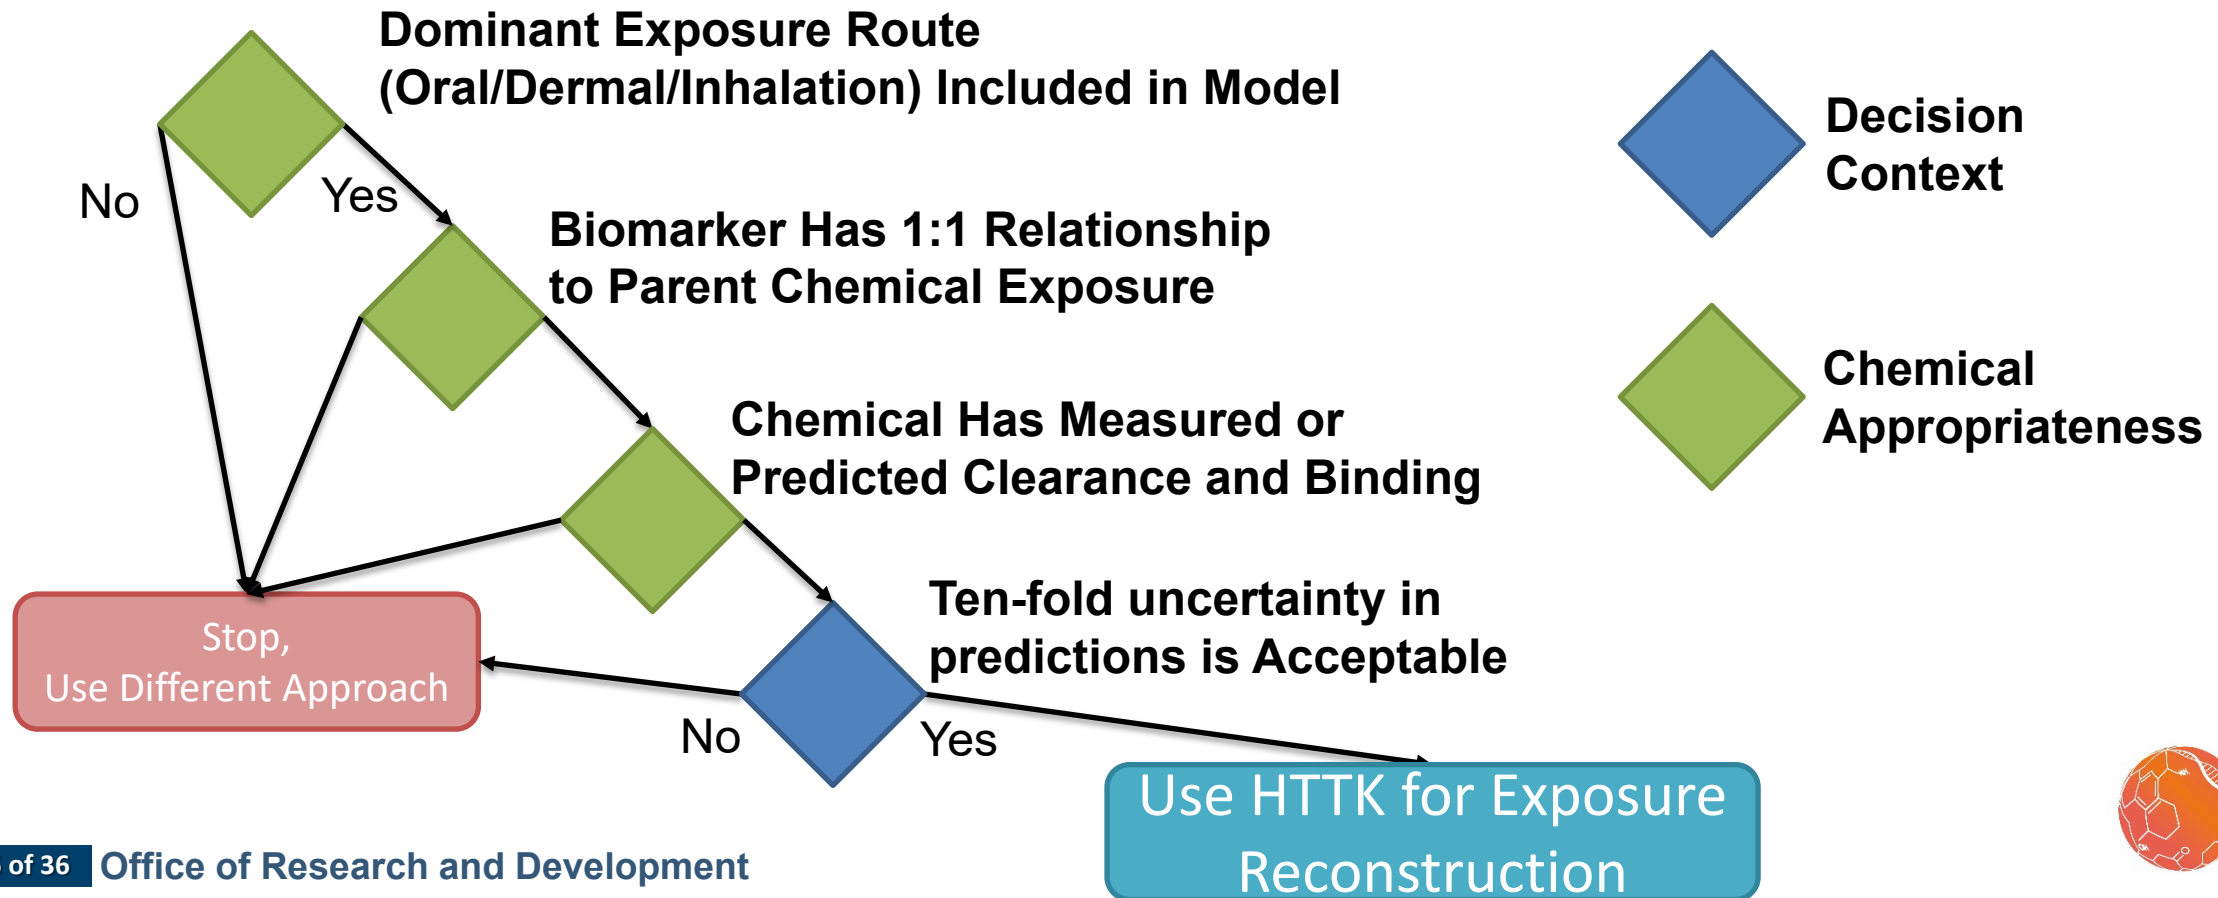 Dominant Exposure Route
(Oral/Dermal/Inhalation) Included in Model
No
Yes
Biomarker Has 1:1 Relationship
to Parent Chemical Exposure
Chemical Has Measured or
Predicted Clearance and Binding
Ten-fold uncertainty in
predictions is Acceptable
No
Yes
Stop,
Use Different Approach
Use HTTK for Exposure
Reconstruction
Decision
Context
Chemical
Appropriateness
of 36
Office of Research and Development